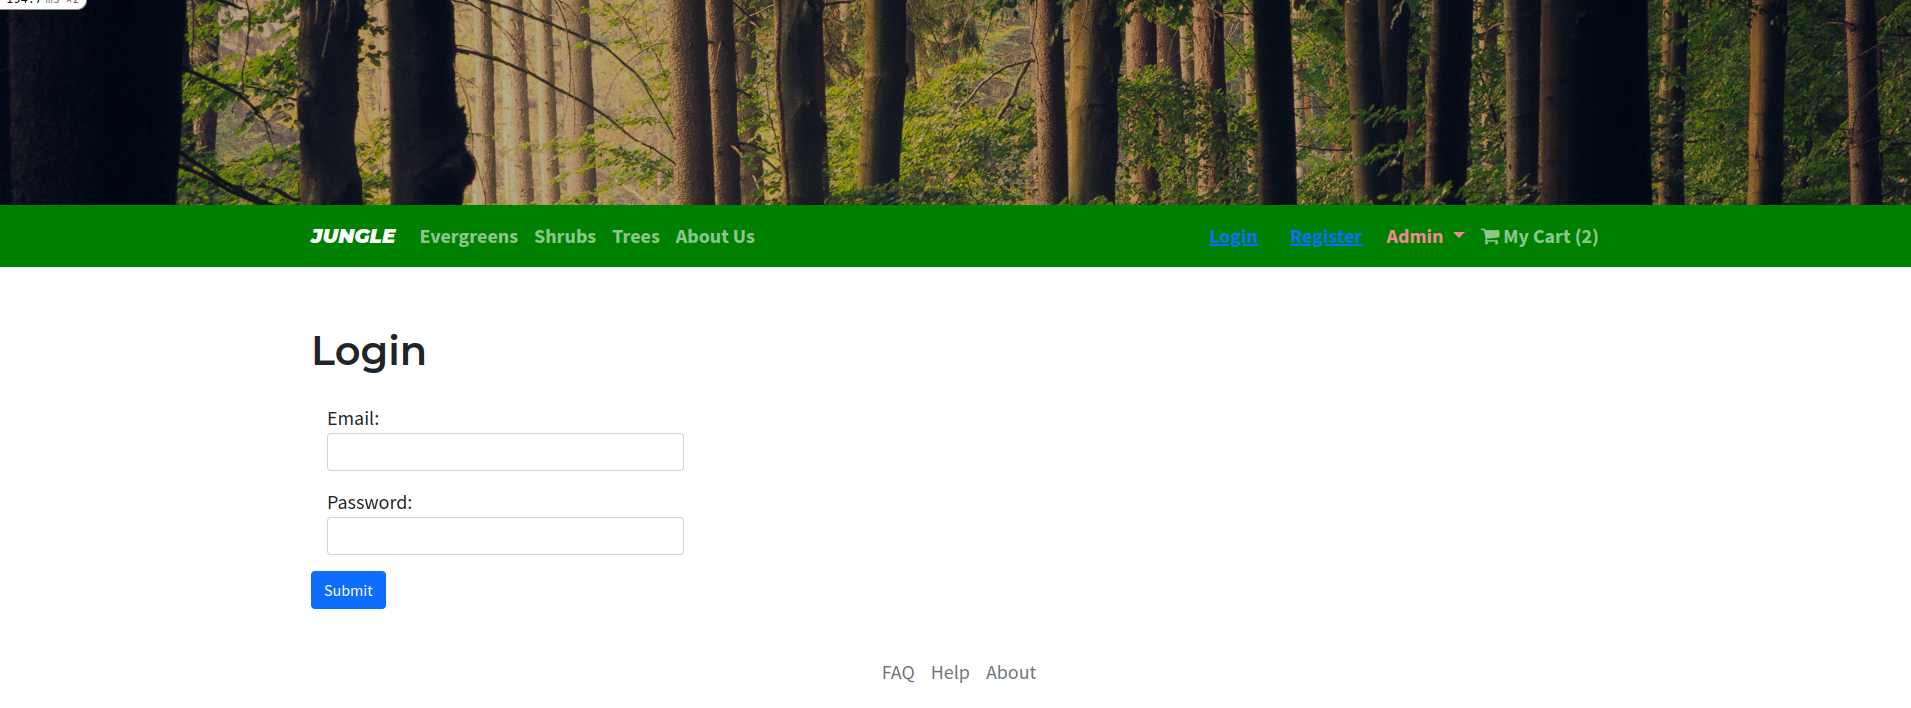 JUNGLE Evergreens Shrubs Trees About Us Login Register Admin My Cart (2)
Login
Email:
Password:
Submit
FAQ Help About